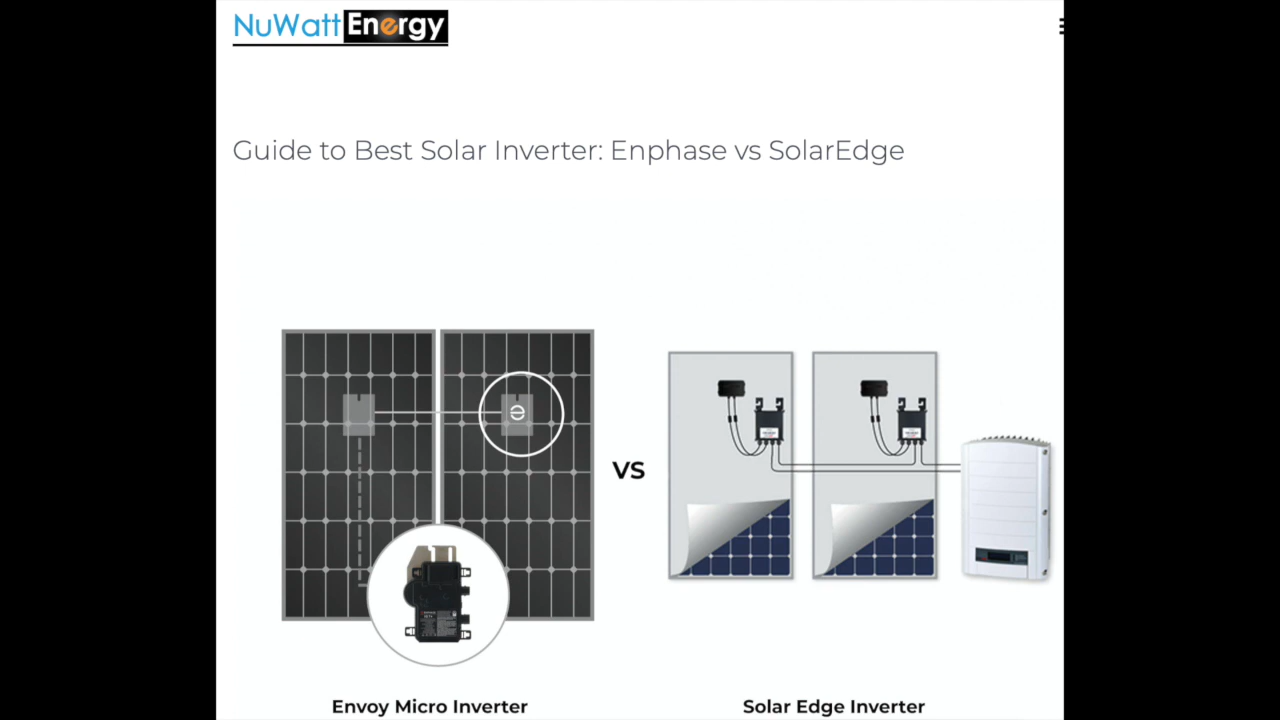 NuWatt Energy
Guide to Best Solar Inverter: Enphase vs SolarEdge
VS
Envoy Micro Inverter
Solar Edge Inverter